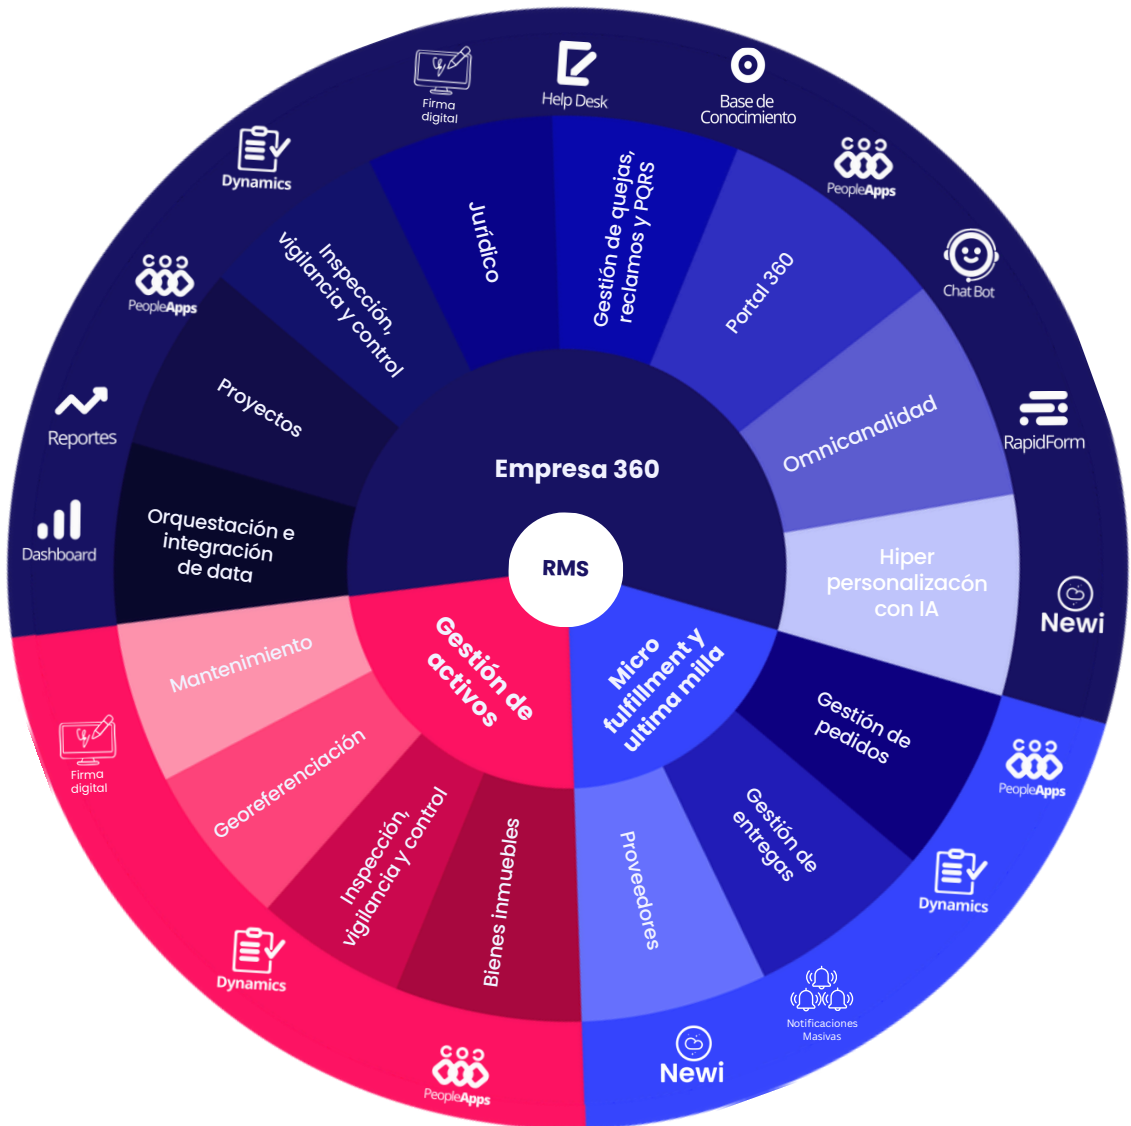 Firma
digital
Help Desk
Base de
Conocimiento
PeopleApps
Chat Bot
RapidForm
Newi
Dynamics
PeopleApps
Reportes
Dashboard
Inspección,
vigilancia y control
Jurídico
Gestión de quejas,
reclamos y PQRS
Portal 360
Omnicanalidad
Hiper
personalizacón
con IA
Proyectos
Orquestación e
integración
de data
Empresa 360
RMS
Gestión de
activos
Micro
fulfillment y
ultima milla
Mantenimiento
Georeferenciación
Inspección,
vigilancia y control
Bienes inmuebles
Proveedores
Gestión de
entregas
Gestión de
pedidos
Firma
digital
Dynamics
PeopleApps
Newi
Notificaciones
Masivas
Dynamics
PeopleApps